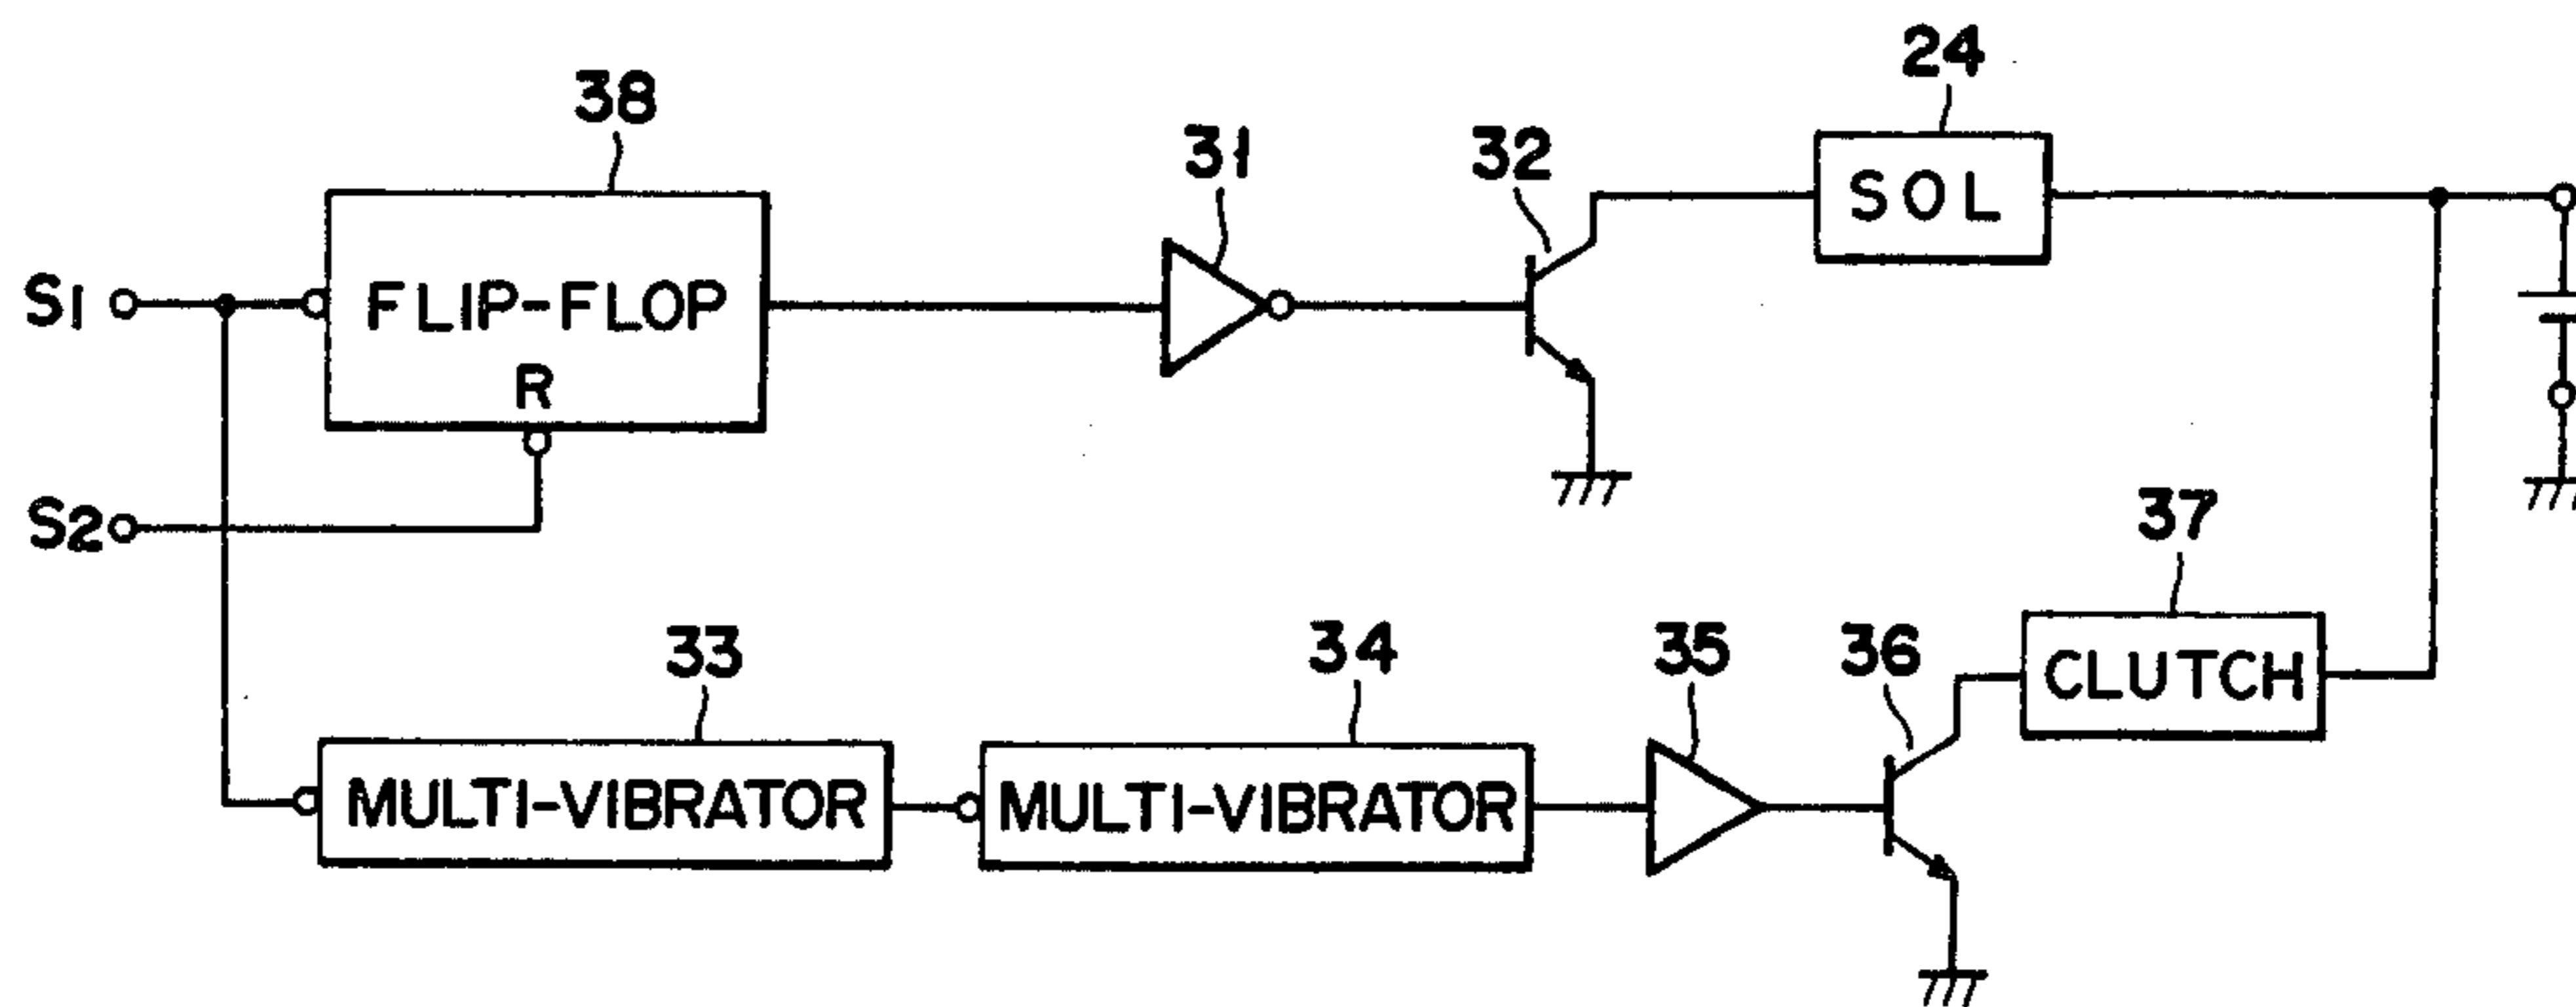 24
38
31
32
SOL
S1
FLIP-FLOP
R
S2
37
33
34
35
36
CLUTCH
MULTI-VIBRATOR
MULTI-VIBRATOR